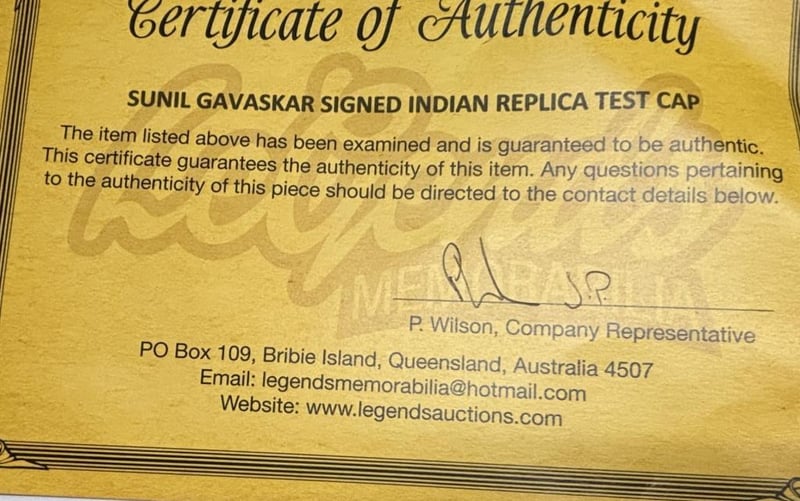 Certificate of Authenticity
SUNIL GAVASKAR SIGNED INDIAN REPLICA TEST CAP
The item listed above has been examined and is guaranteed to be authentic.
This certificate guarantees the authenticity of this item. Any questions pertaining
to the authenticity of this piece should be directed to the contact details below.
Legends
MEMORABILIA
J.P.
P. Wilson, Company Representative
PO Box 109, Bribie Island, Queensland, Australia 4507
Email: legendsmemorabilia@hotmail.com
Website: www.legendsauctions.com